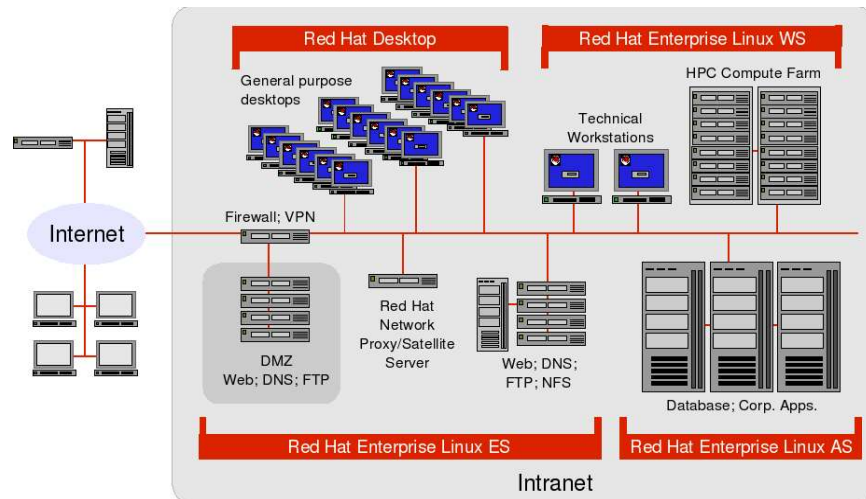 Red Hat Desktop
Red Hat Enterprise Linux WS
General purpose
desktops
HPC Compute Farm
Technical
Workstations
Internet
Firewall; VPN
DMZ
Web; DNS; FTP
Red Hat
Network
Proxy/Satellite
Server
Web; DNS;
FTP; NFS
Database; Corp. Apps.
Red Hat Enterprise Linux ES
Red Hat Enterprise Linux AS
Intranet